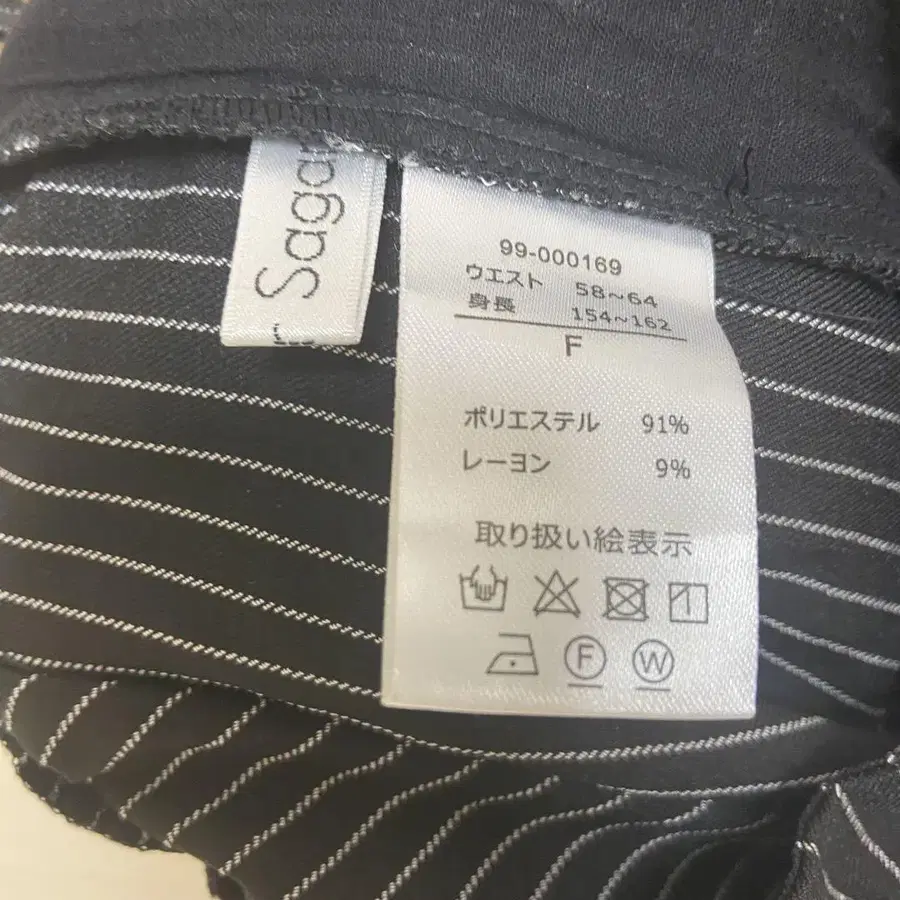 Saga
99-000169
ウエスト 58~64
身長 154~162
F
ポリエステル 91%
レーヨン 9%
取り扱い絵表示
F W